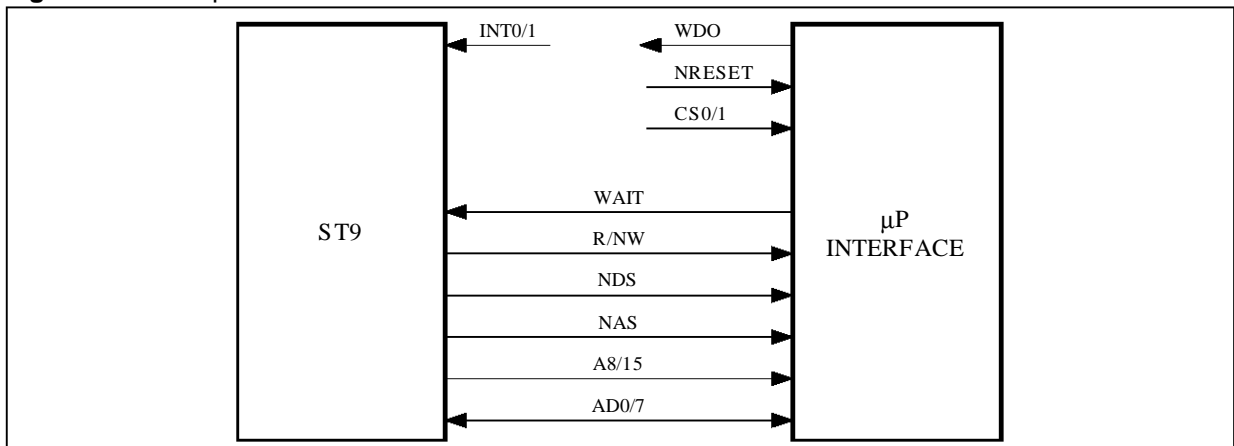 INT0/1
WDO
NRESET
CS0/1
WAIT
ST9
R/NW
µP
INTERFACE
NDS
NAS
A8/15
AD0/7